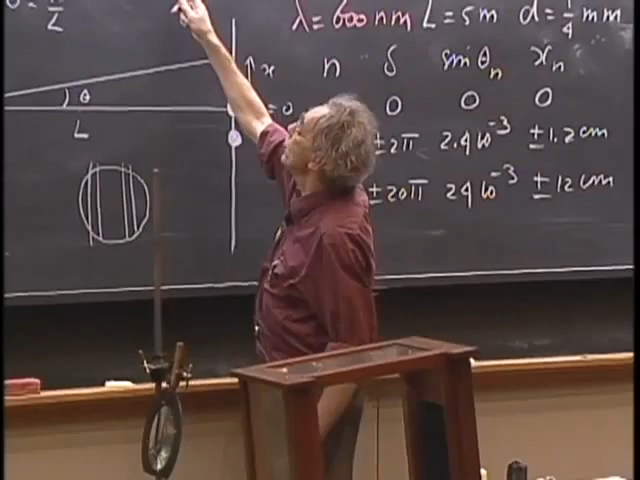 λ = 600 nm L = 5m d = 1/4 mm
x n δ sin θn xn
θ = 0 0 0 0
L ± 2π 2.4 10^-3 ± 1.2 cm
± 20π 24 10^-3 ± 12 cm